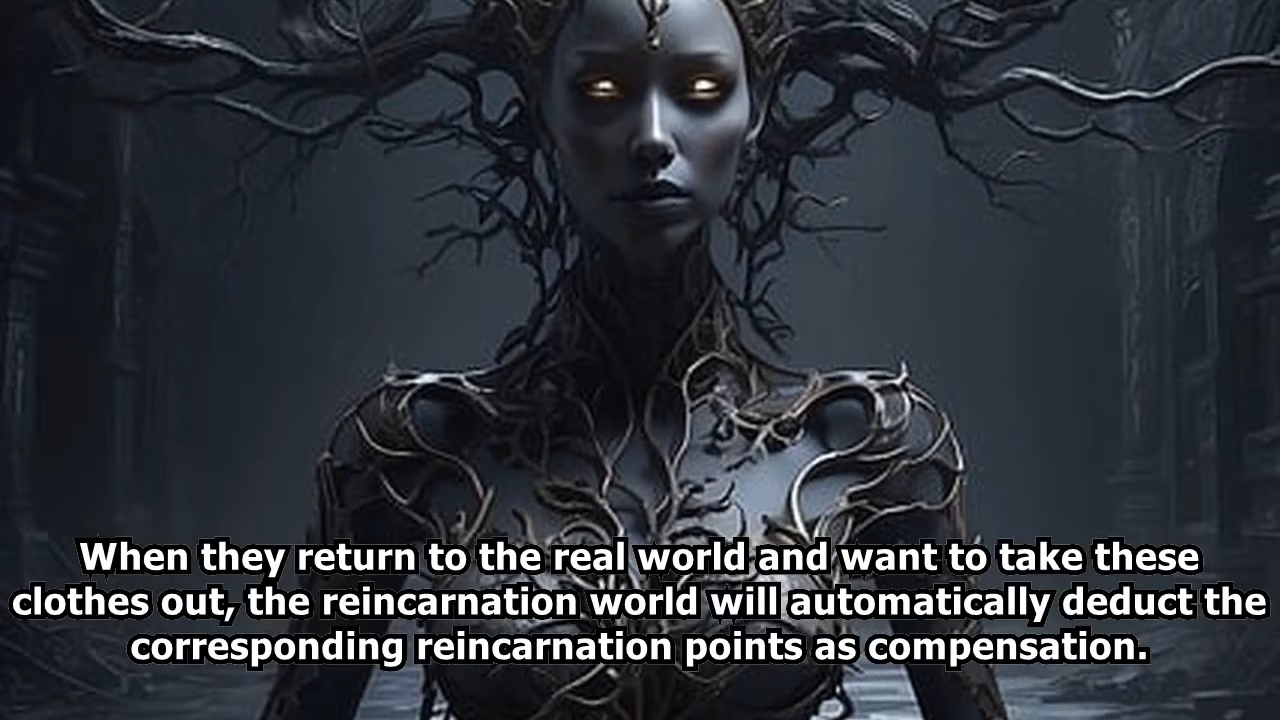 When they return to the real world and want to take these
clothes out, the reincarnation world will automatically deduct the
corresponding reincarnation points as compensation.